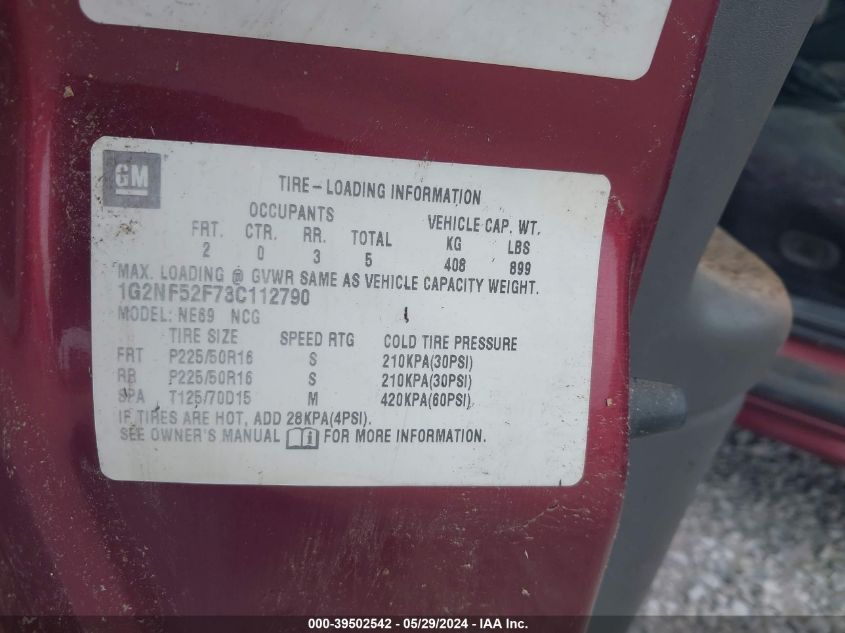 GM
TIRE-LOADING INFORMATION
OCCUPANTS VEHICLE CAP. WT.
FRT. CTR. RR. TOTAL KG LBS
2 0 3 5 408 899
MAX. LOADING @ GVWR SAME AS VEHICLE CAPACITY WEIGHT.
1G2NF52F73C112790
MODEL: NE69 NCG
TIRE SIZE SPEED RTG COLD TIRE PRESSURE
FRT P225/50R16 S 210KPA(30PSI)
RR P225/50R16 S 210KPA(30PSI)
SPA T125/70D15 M 420KPA(60PSI)
IF TIRES ARE HOT, ADD 28KPA(4PSI).
SEE OWNER'S MANUAL FOR MORE INFORMATION.
000-39502542 - 05/29/2024 - IAA Inc.